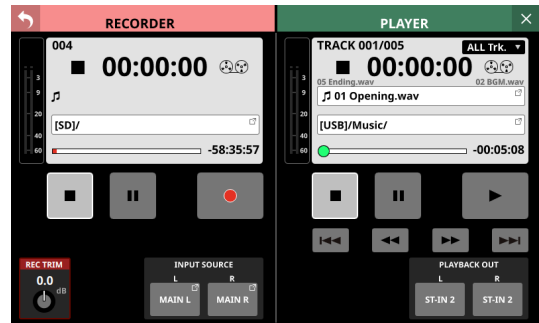 RECORDER
004
00:00:00
[SD]/
-58:35:57
3
9
20
40
60
REC TRIM
0.0
dB
INPUT SOURCE
L R
MAIN L MAIN R
PLAYER
TRACK 001/005 ALL Trk.
00:00:00
05 Ending.wav 02 BGM.wav
01 Opening.wav
[USB]/Music/
-00:05:08
3
9
20
40
60
PLAYBACK OUT
L R
ST-IN 2 ST-IN 2